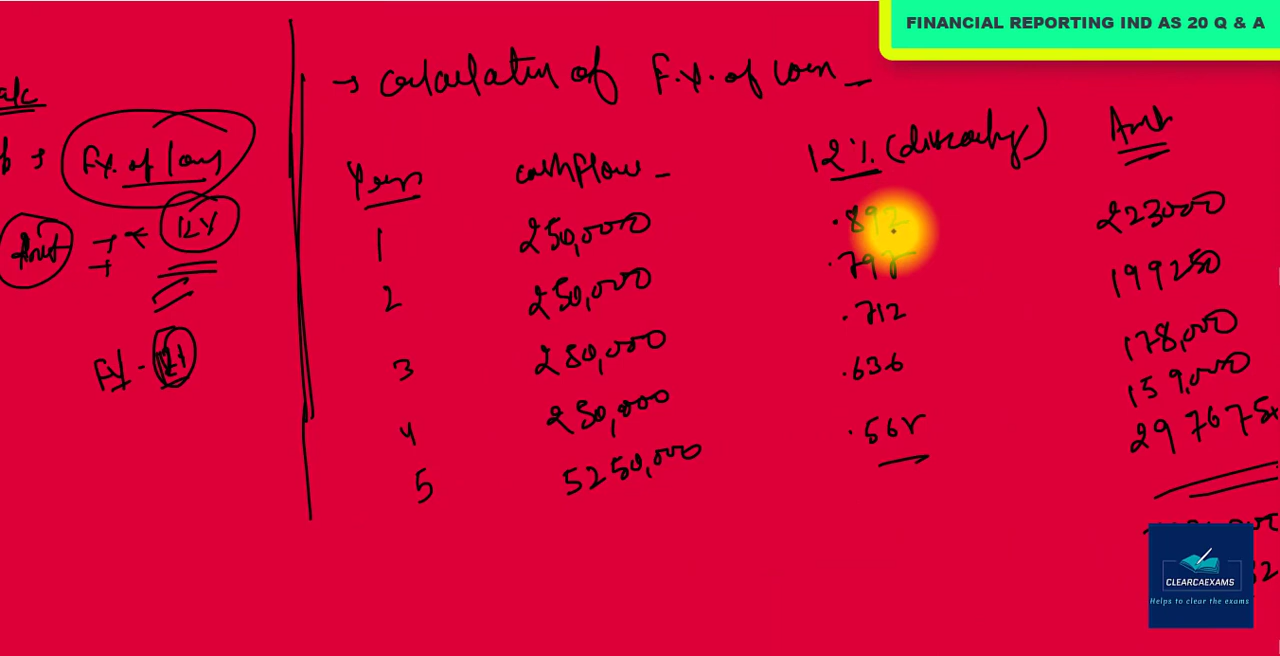 FINANCIAL REPORTING IND AS 20 Q & A
→ calculation of F.V. of loan
Years cashflow 12% (discounting) Amt
1 250,000 .892 223000
2 250,000 .797 199250
3 250,000 .712 178,000
4 250,000 .636 159,000
5 5250,000 .567
F.V. of loan
Amt → 12%
CLEARCAEXAMS
Helps to clear the exams